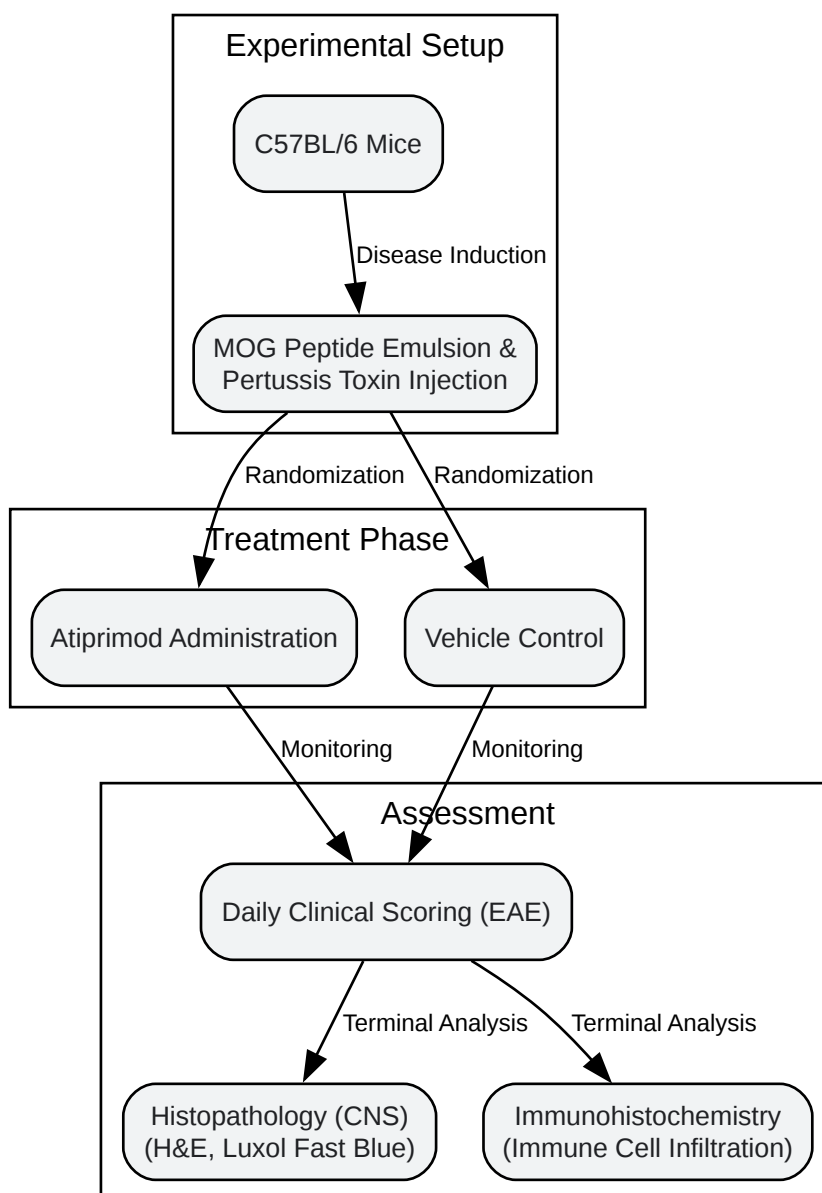 Experimental Setup
C57BL/6 Mice
Disease Induction
MOG Peptide Emulsion &
Pertussis Toxin Injection
Randomization
Randomization
Treatment Phase
Atiprimod Administration
Vehicle Control
Monitoring
Monitoring
Assessment
Daily Clinical Scoring (EAE)
Terminal Analysis
Terminal Analysis
Histopathology (CNS)
(H&E, Luxol Fast Blue)
Immunohistochemistry
(Immune Cell Infiltration)